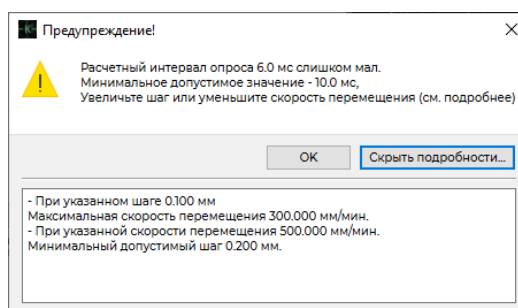 Предупреждение!
Расчетный интервал опроса 6.0 мс слишком мал.
Минимальное допустимое значение - 10.0 мс,
Увеличьте шаг или уменьшите скорость перемещения (см. подробнее)
OK
Скрыть подробности...
- При указанном шаге 0.100 мм
Максимальная скорость перемещения 300.000 мм/мин.
- При указанной скорости перемещения 500.000 мм/мин.
Минимальный допустимый шаг 0.200 мм.